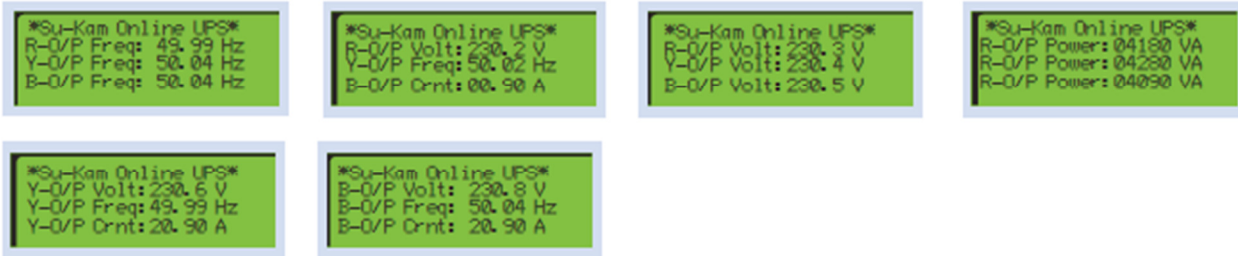 *Su-Kam Online UPS*
R-O/P Freq: 49.99 Hz
Y-O/P Freq: 50.04 Hz
B-O/P Freq: 50.04 Hz
*Su-Kam Online UPS*
R-O/P Volt:230.2 V
Y-O/P Freq:50.02 Hz
B-O/P Crnt:00.90 A
*Su-Kam Online UPS*
R-O/P Volt:230.3 V
Y-O/P Volt:230.4 V
B-O/P Volt:230.5 V
*Su-Kam Online UPS*
R-O/P Power:04180 VA
R-O/P Power:04280 VA
R-O/P Power:04090 VA
*Su-Kam Online UPS*
Y-O/P Volt:230.6 V
Y-O/P Freq:49.99 Hz
Y-O/P Crnt:20.90 A
*Su-Kam Online UPS*
B-O/P Volt: 230.8 V
B-O/P Freq: 50.04 Hz
B-O/P Crnt: 20.90 A